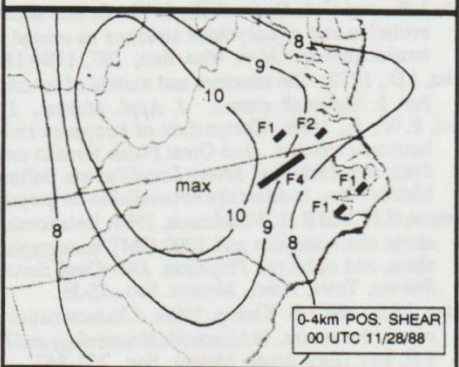 8
9
10
F1 F2
F4
F1
F1
max
10 9 8
8
0-4km POS. SHEAR
00 UTC 11/28/88